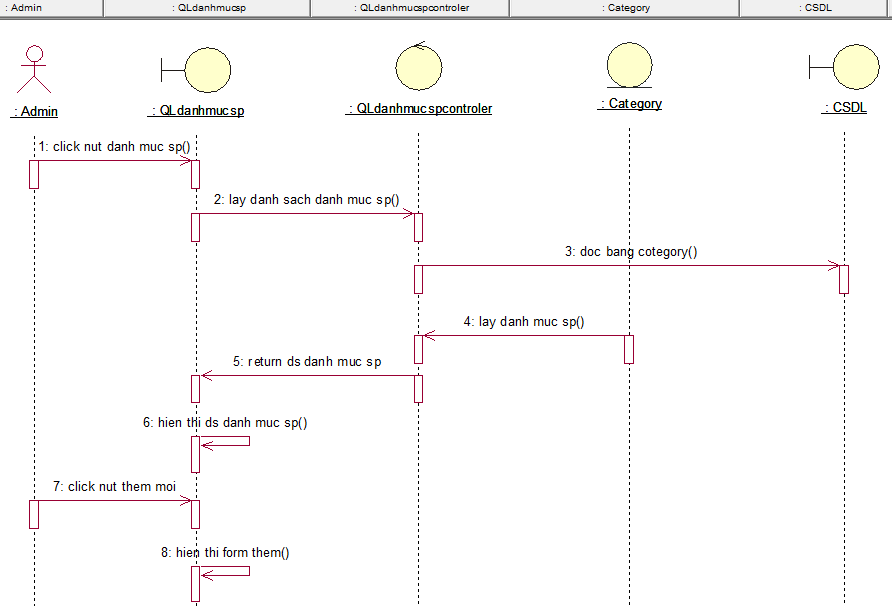 : Admin
: QLdanhmucsp
: QLdanhmucspcontroler
: Category
: CSDL
: Admin
: QLdanhmucsp
: QLdanhmucspcontroler
: Category
: CSDL
1: click nut danh muc sp()
2: lay danh sach danh muc sp()
3: doc bang cotegory()
4: lay danh muc sp()
5: return ds danh muc sp
6: hien thi ds danh muc sp()
7: click nut them moi
8: hien thi form them()